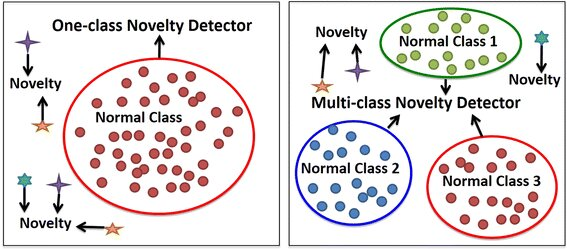 One-class Novelty Detector
Novelty
Normal Class
Novelty
Novelty
Normal Class 1
Novelty
Multi-class Novelty Detector
Normal Class 2
Normal Class 3